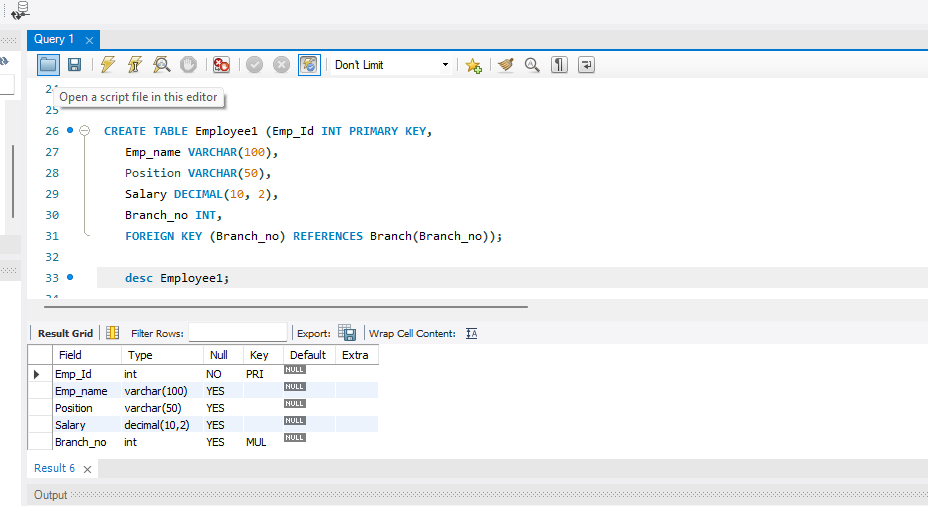 Query 1
Don't Limit
24
Open a script file in this editor
25
26 CREATE TABLE Employee1 (Emp_Id INT PRIMARY KEY,
27 Emp_name VARCHAR(100),
28 Position VARCHAR(50),
29 Salary DECIMAL(10, 2),
30 Branch_no INT,
31 FOREIGN KEY (Branch_no) REFERENCES Branch(Branch_no));
32
33 desc Employee1;
34
Result Grid Filter Rows: Export: Wrap Cell Content: IA
Field Type Null Key Default Extra
Emp_Id int NO PRI NULL
Emp_name varchar(100) YES NULL
Position varchar(50) YES NULL
Salary decimal(10,2) YES NULL
Branch_no int YES MUL NULL
Result 6
Output